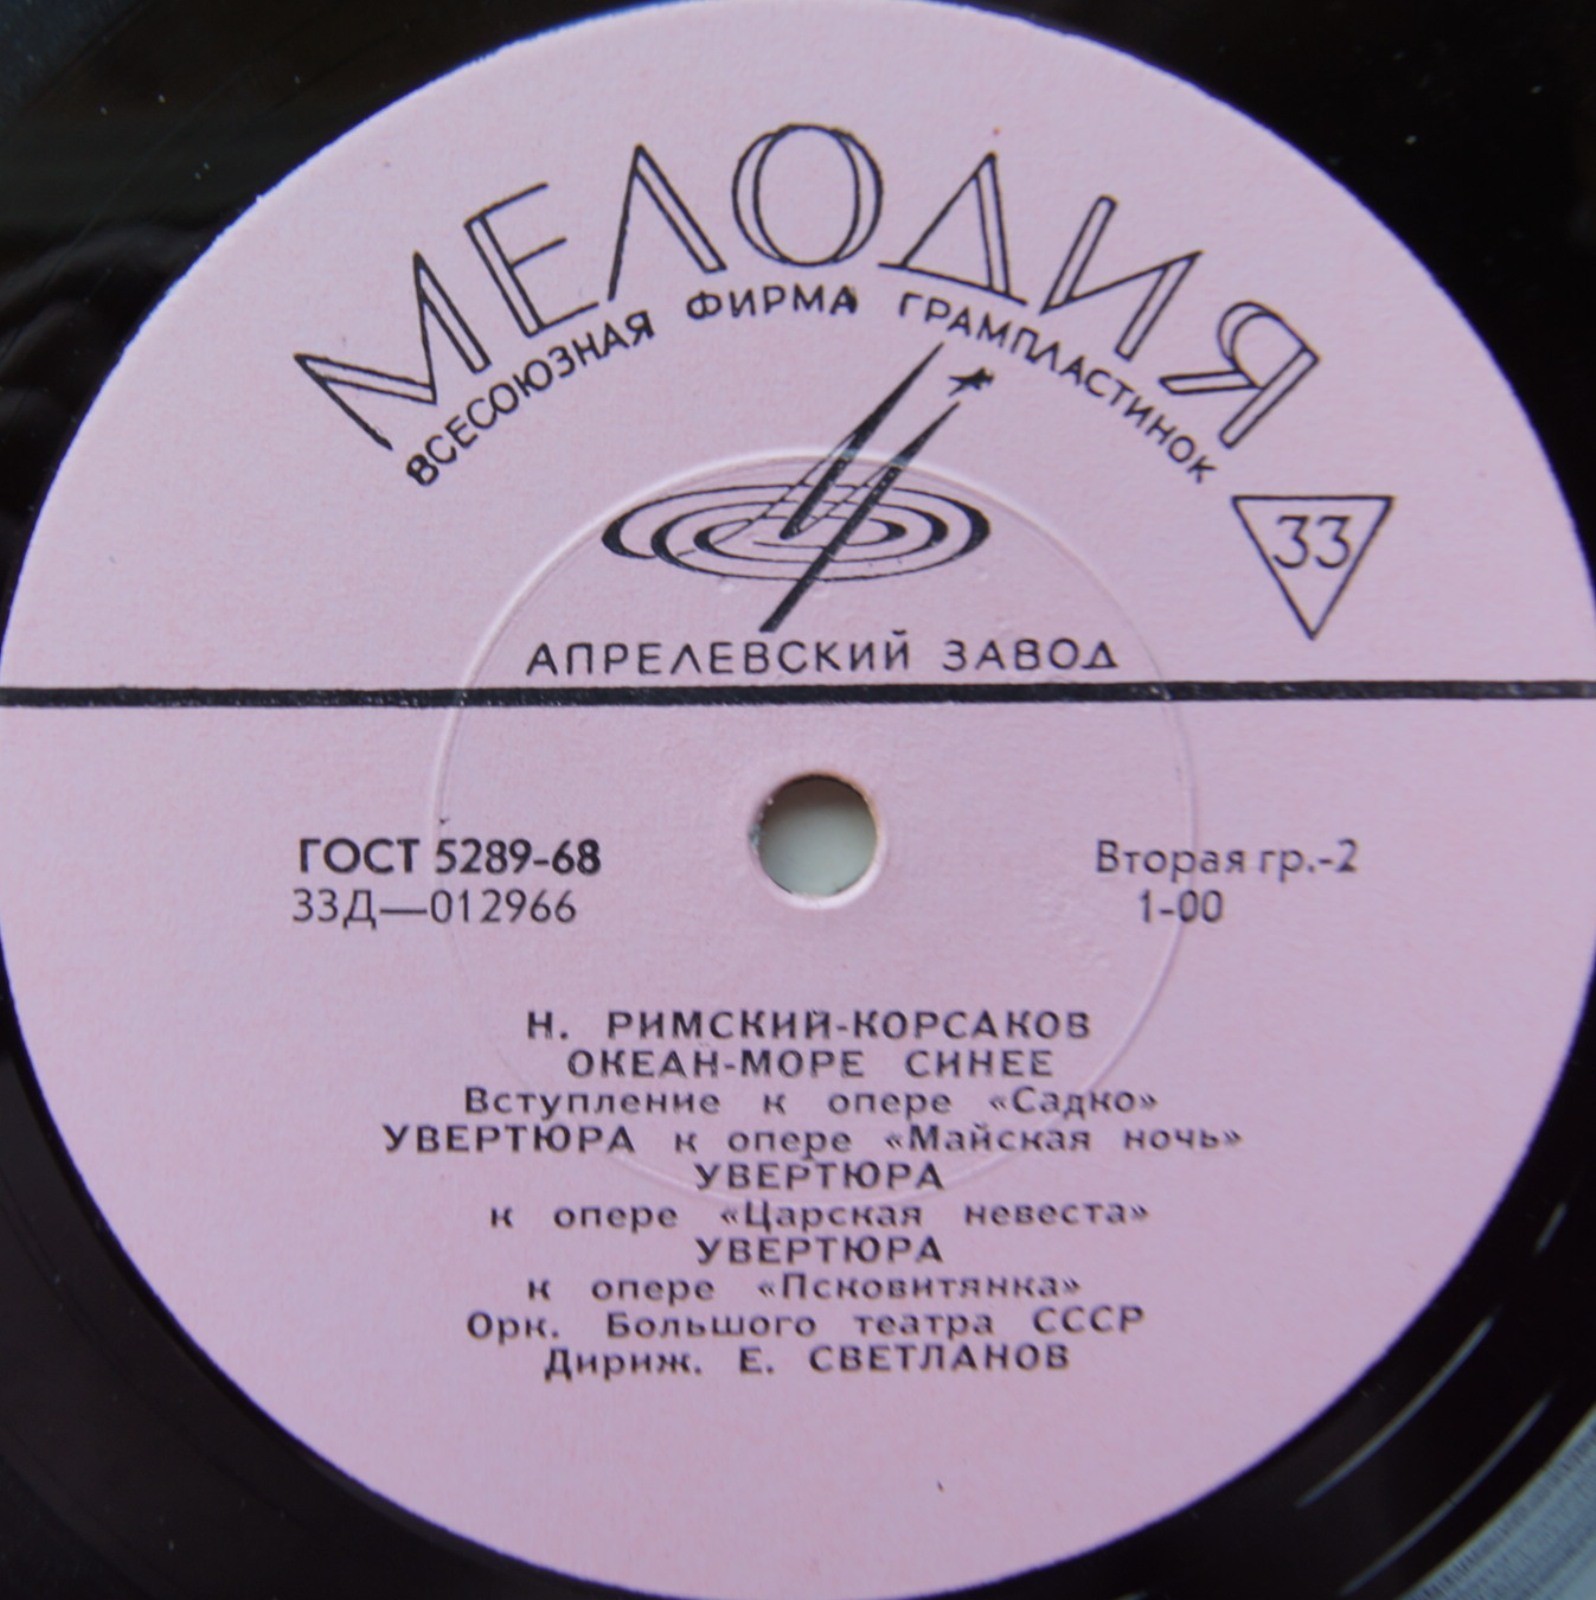 МЕЛОДИЯ
ВСЕСОЮЗНАЯ ФИРМА ГРАМПЛАСТИНОК
33
АПРЕЛЕВСКИЙ ЗАВОД
ГОСТ 5289-68
Вторая гр.-2
33Д—012966
1-00
Н. РИМСКИЙ-КОРСАКОВ
ОКЕАН-МОРЕ СИНЕЕ
Вступление к опере «Садко»
УВЕРТЮРА к опере «Майская ночь»
УВЕРТЮРА
к опере «Царская невеста»
УВЕРТЮРА
к опере «Псковитянка»
Орк. Большого театра СССР
Дириж. Е. СВЕТЛАНОВ